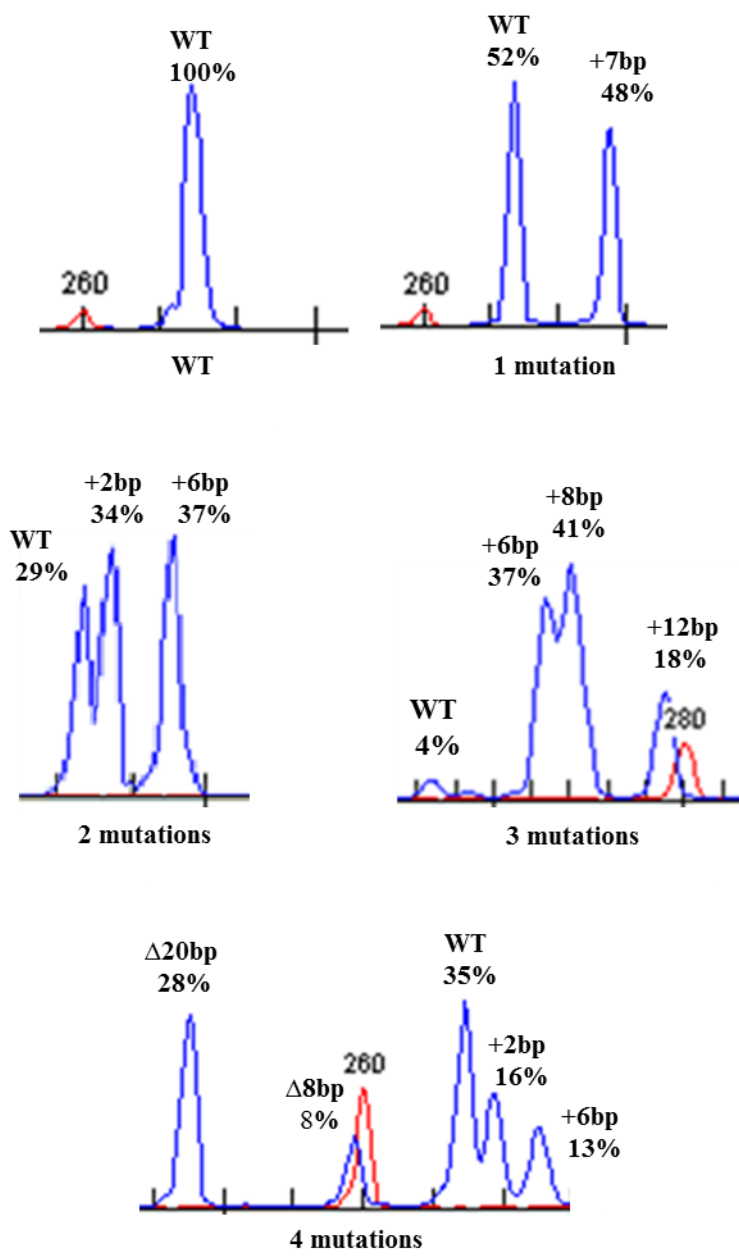 WT
100%
260
WT
WT
52%
+7bp
48%
260
1 mutation
WT
29%
+2bp
34%
+6bp
37%
2 mutations
WT
4%
+6bp
37%
+8bp
41%
+12bp
18%
280
3 mutations
Δ20bp
28%
Δ8bp
8%
260
WT
35%
+2bp
16%
+6bp
13%
4 mutations